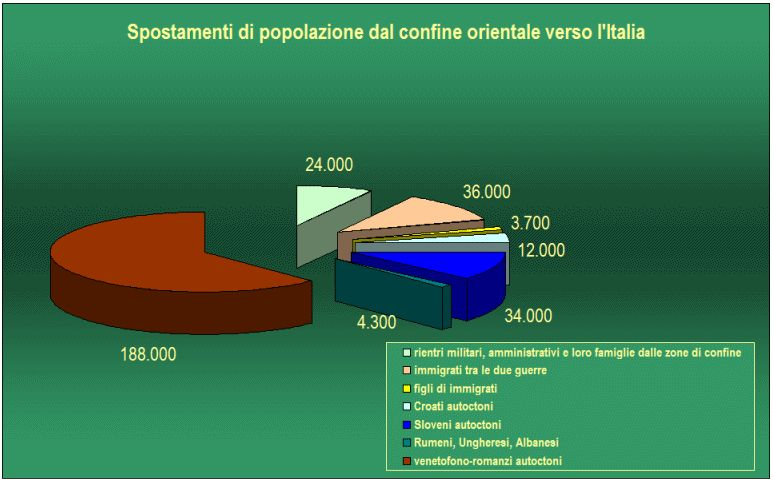 Spostamenti di popolazione dal confine orientale verso l'Italia
24.000
36.000
3.700
12.000
34.000
4.300
188.000
rientri militari, amministrativi e loro famiglie dalle zone di confine
immigrati tra le due guerre
figli di immigrati
Croati autoctoni
Sloveni autoctoni
Rumeni, Ungheresi, Albanesi
venetofono-romanzi autoctoni